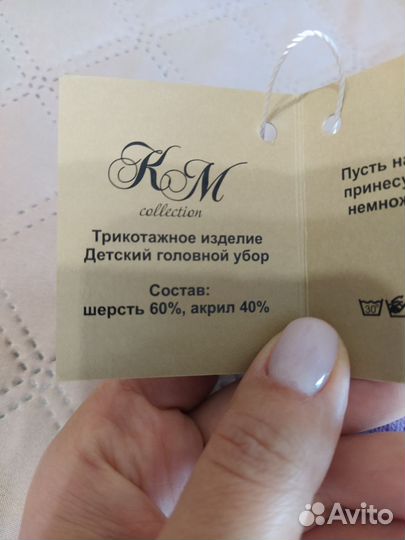 KM
collection
Трикотажное изделие
Детский головной убор
Состав:
шерсть 60%, акрил 40%
Пусть
принесу
немнож
30°
Avito